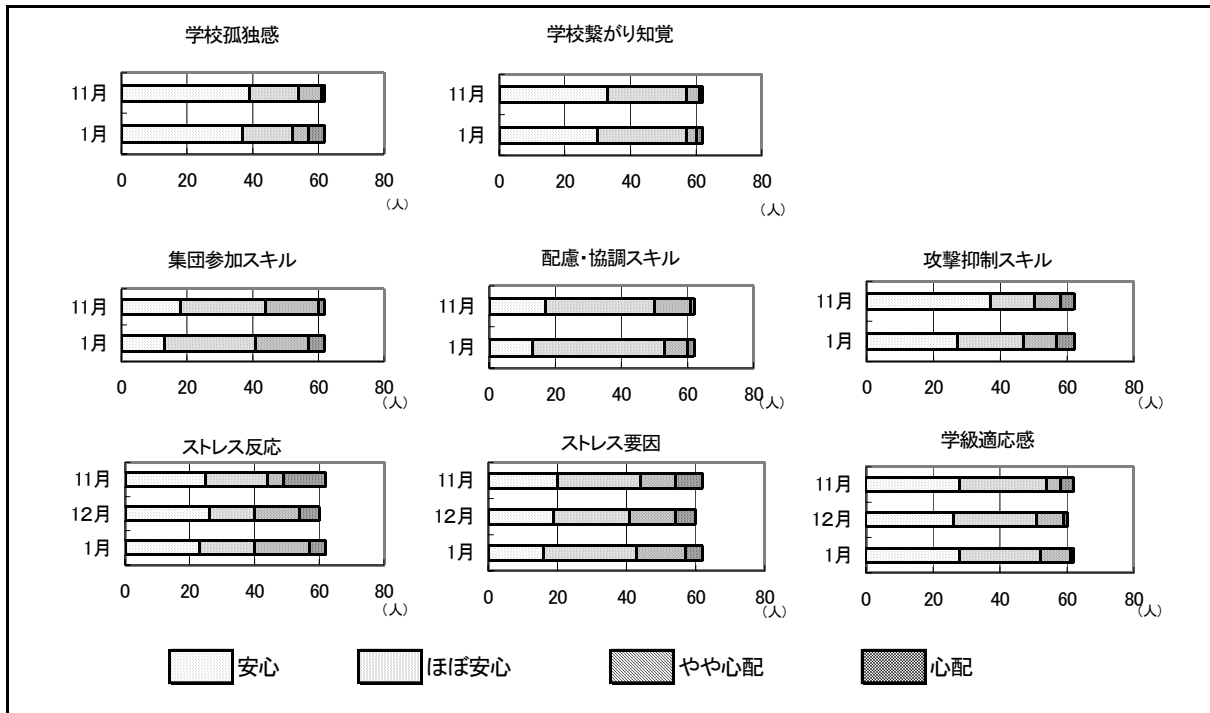 学校孤独感
学校繋がり知覚
11月
1月
0 20 40 60 80
(人)
11月
1月
0 20 40 60 80
(人)
集団参加スキル
配慮・協調スキル
攻撃抑制スキル
11月
1月
0 20 40 60 80
(人)
11月
1月
0 20 40 60 80
(人)
11月
1月
0 20 40 60 80
(人)
ストレス反応
ストレス要因
学級適応感
11月
12月
1月
0 20 40 60 80
(人)
11月
12月
1月
0 20 40 60 80
(人)
11月
12月
1月
0 20 40 60 80
(人)
安心 ほぼ安心 やや心配 心配